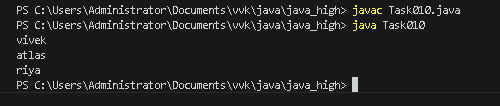 PS C:\Users\Administrator\Documents\vvk\java\java_high> javac Task010.java
PS C:\Users\Administrator\Documents\vvk\java\java_high> java Task010
vivek
atlas
riya
PS C:\Users\Administrator\Documents\vvk\java\java_high>